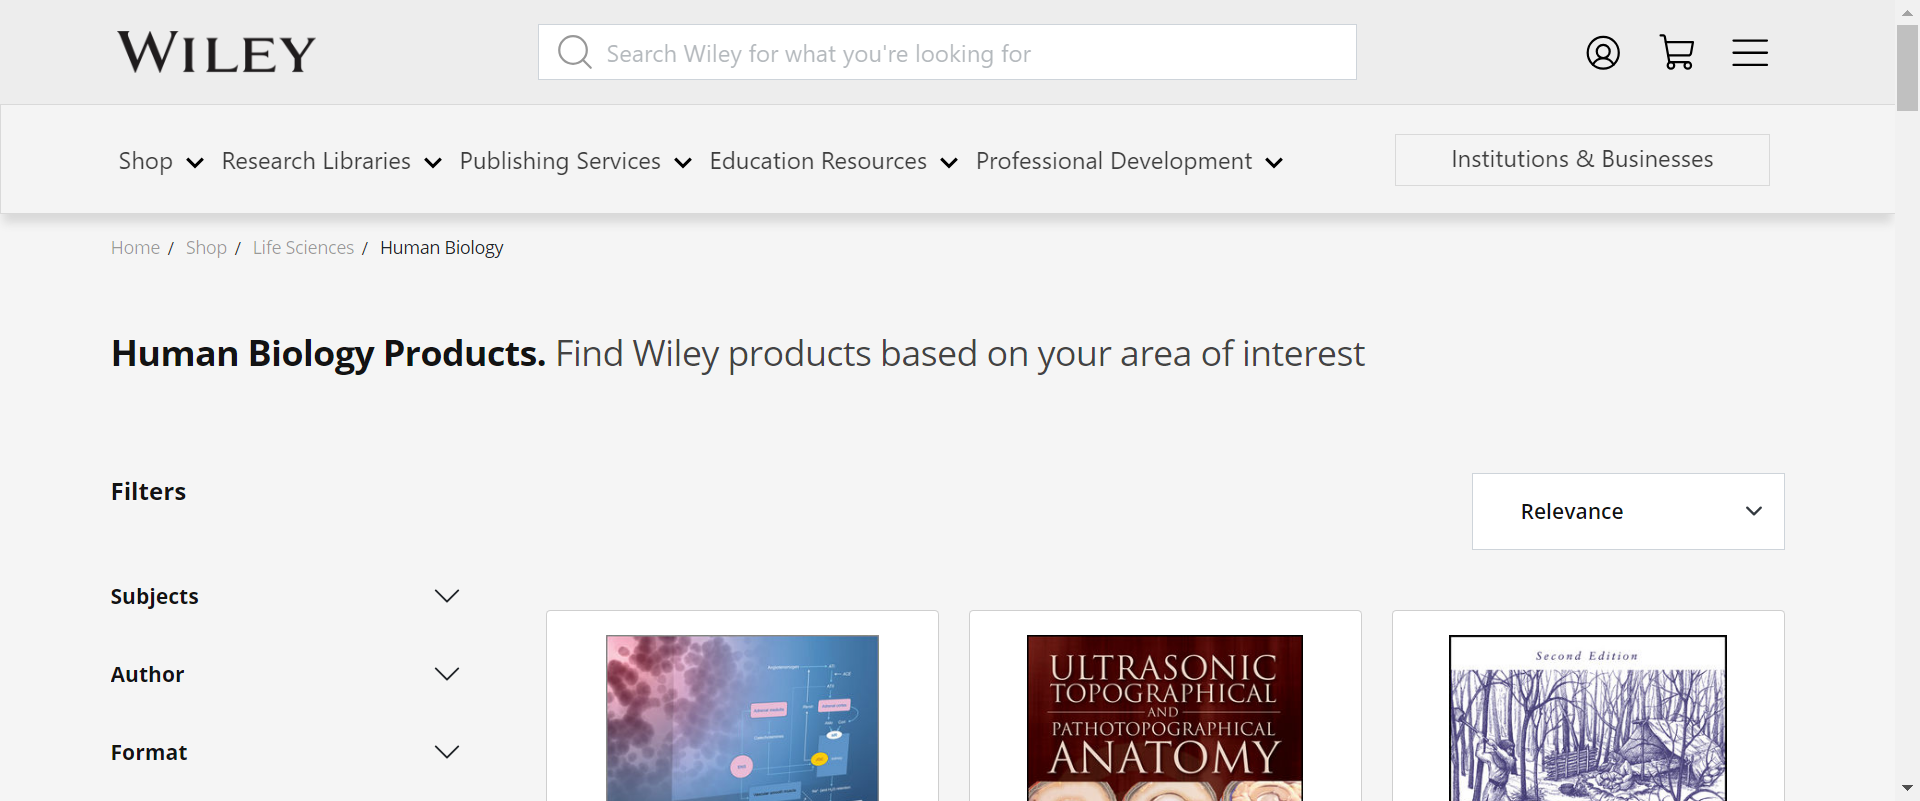 WILEY
Search Wiley for what you're looking for
Shop
Research Libraries
Publishing Services
Education Resources
Professional Development
Institutions & Businesses
Home / Shop / Life Sciences / Human Biology
Human Biology Products. Find Wiley products based on your area of interest
Filters
Relevance
Subjects
Author
Format
ULTRASONIC
TOPOGRAPHICAL
AND
PATHOTOPOGRAPHICAL
ANATOMY
Second Edition